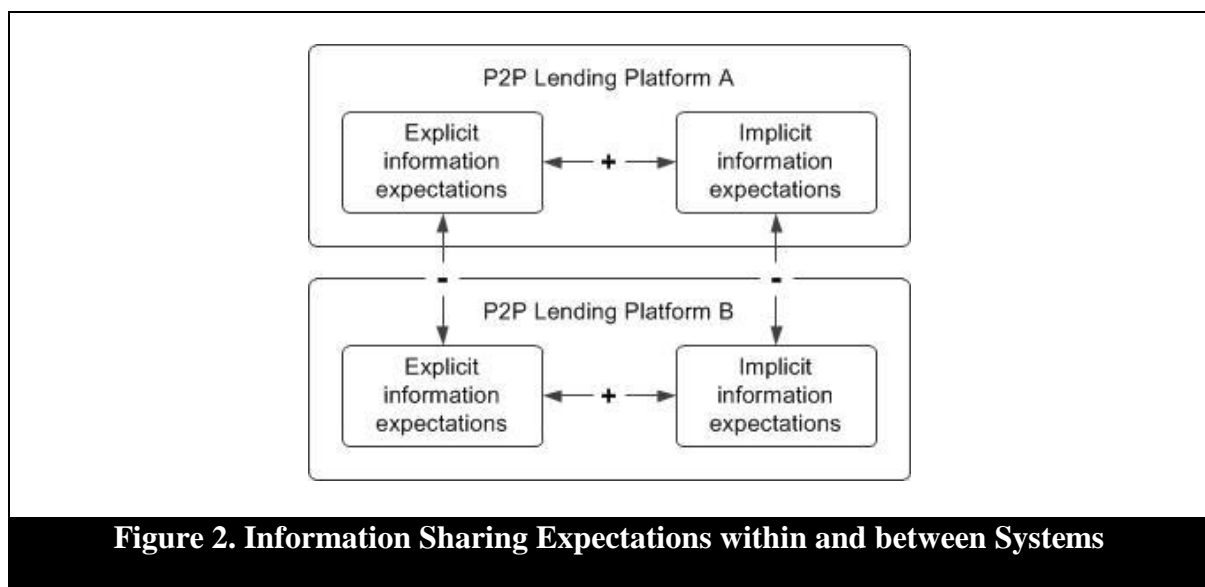 P2P Lending Platform A
Explicit
information
expectations
+
Implicit
information
expectations
- -
P2P Lending Platform B
Explicit
information
expectations
+
Implicit
information
expectations
Figure 2. Information Sharing Expectations within and between Systems